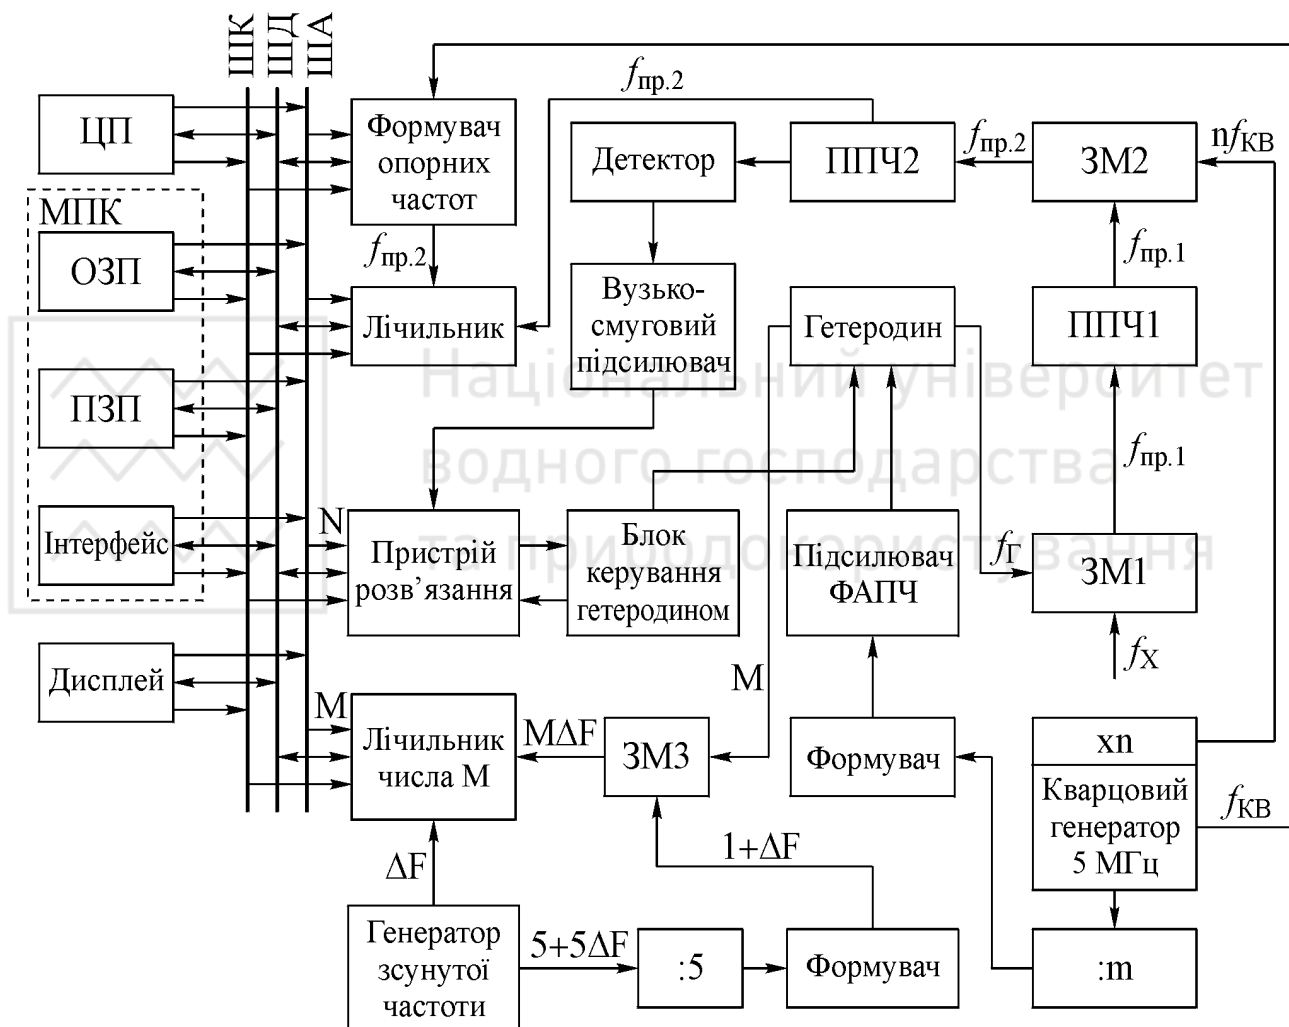 ШК
ШД
ША
ЦП
МПК
ОЗП
ПЗП
Інтерфейс
Дисплей
Формувач
опорних
частот
fпр.2
Лічильник
fпр.2
Детектор
ППЧ2
fпр.2
ЗМ2
nfКВ
Вузько-
смуговий
підсилювач
Гетеродин
fпр.1
ППЧ1
fпр.1
Національний університет
водного господарства
та природокористування
N
Пристрій
розв’язання
Блок
керування
гетеродином
Підсилювач
ФАПЧ
fГ
ЗМ1
fХ
М
М
Лічильник
числа М
МΔF
ЗМ3
Формувач
xn
Кварцовий
генератор
5 МГц
fКВ
ΔF
1+ΔF
Генератор
зсунутої
частоти
5+5ΔF
:5
Формувач
:m